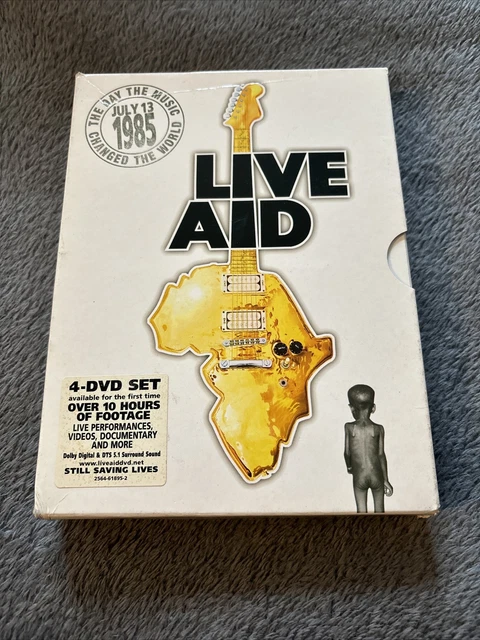 THE DAY THE MUSIC
JULY 13
1985
CHANGED THE WORLD
LIVE
AID
4-DVD SET
available for the first time
OVER 10 HOURS
OF FOOTAGE
LIVE PERFORMANCES,
VIDEOS, DOCUMENTARY
AND MORE
Dolby Digital & DTS 5.1 Surround Sound
www.liveaiddvd.net
STILL SAVING LIVES
2564-61895-2